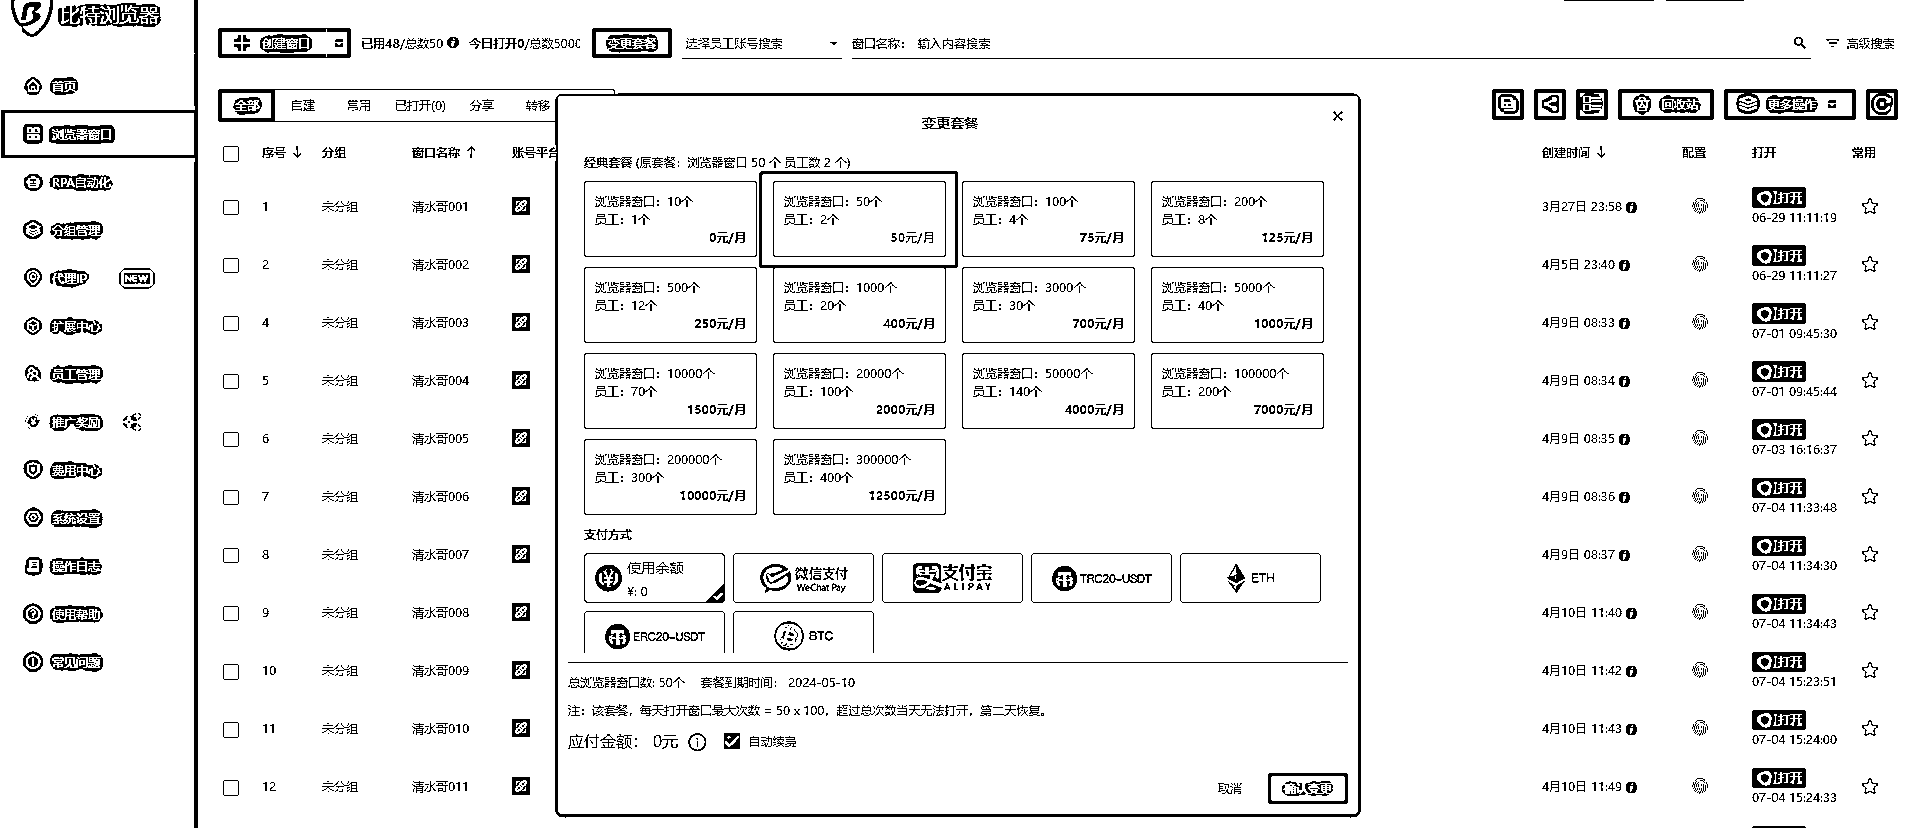 比特浏览器
首页
浏览器窗口
RPA自动化
分组管理
代理IP NEW
扩展中心
员工管理
推广奖励
费用中心
系统设置
操作日志
使用帮助
常见问题
创建窗口 已用48/总数50 今日打开0/总数5000 变更套餐 选择员工账号搜索 窗口名称： 输入内容搜索 高级搜索
全部 自建 常用 已打开(0) 分享 转移 回收站 更多操作
序号 分组 窗口名称 账号平台 创建时间 配置 打开 常用
1 未分组 清水哥001 3月27日 23:58 打开
06-29 11:11:19
2 未分组 清水哥002 4月5日 23:40 打开
06-29 11:11:27
4 未分组 清水哥003 4月9日 08:33 打开
07-01 09:45:30
5 未分组 清水哥004 4月9日 08:34 打开
07-01 09:45:44
6 未分组 清水哥005 4月9日 08:35 打开
07-03 16:16:37
7 未分组 清水哥006 4月9日 08:36 打开
07-04 11:33:48
8 未分组 清水哥007 4月9日 08:37 打开
07-04 11:34:30
9 未分组 清水哥008 4月10日 11:40 打开
07-04 11:34:43
10 未分组 清水哥009 4月10日 11:42 打开
07-04 15:23:51
11 未分组 清水哥010 4月10日 11:43 打开
07-04 15:24:00
12 未分组 清水哥011 4月10日 11:49 打开
07-04 15:24:33
变更套餐
经典套餐 (原套餐：浏览器窗口 50 个 员工数 2 个)
浏览器窗口：10个
员工：1个
0元/月
浏览器窗口：50个
员工：2个
50元/月
浏览器窗口：100个
员工：4个
75元/月
浏览器窗口：200个
员工：8个
125元/月
浏览器窗口：500个
员工：12个
250元/月
浏览器窗口：1000个
员工：20个
400元/月
浏览器窗口：3000个
员工：30个
700元/月
浏览器窗口：5000个
员工：40个
1000元/月
浏览器窗口：10000个
员工：70个
1500元/月
浏览器窗口：20000个
员工：100个
2000元/月
浏览器窗口：50000个
员工：140个
4000元/月
浏览器窗口：100000个
员工：200个
7000元/月
浏览器窗口：200000个
员工：300个
10000元/月
浏览器窗口：300000个
员工：400个
12500元/月
支付方式
使用余额
¥: 0
微信支付
WeChat Pay
支付宝
ALIPAY
TRC20-USDT
ETH
ERC20-USDT
BTC
总浏览器窗口数: 50个 套餐到期时间： 2024-05-10
注：该套餐，每天打开窗口最大次数 = 50 x 100，超过总次数当天无法打开，第二天恢复。
应付金额： 0元 自动续费
取消 确认变更